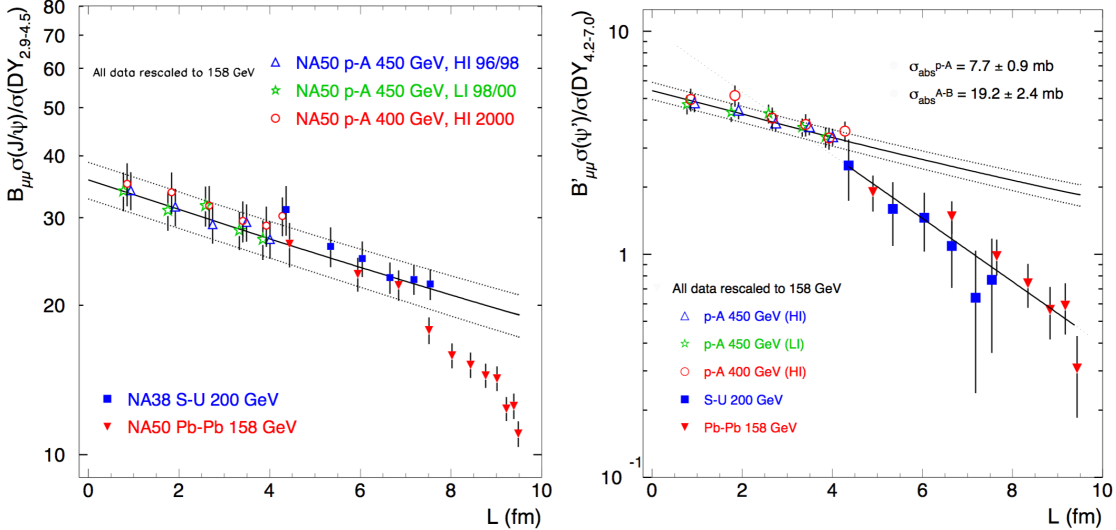 B_μμ σ(J/ψ)/σ(DY_2.9-4.5)
80
70
60
50
40
30
20
10
All data rescaled to 158 GeV
NA50 p-A 450 GeV, HI 96/98
NA50 p-A 450 GeV, LI 98/00
NA50 p-A 400 GeV, HI 2000
NA38 S-U 200 GeV
NA50 Pb-Pb 158 GeV
0 2 4 6 8 10
L (fm)
B'_μμ σ(ψ')/σ(DY_4.2-7.0)
10
1
10^-1
σ_abs^p-A = 7.7 ± 0.9 mb
σ_abs^A-B = 19.2 ± 2.4 mb
All data rescaled to 158 GeV
p-A 450 GeV (HI)
p-A 450 GeV (LI)
p-A 400 GeV (HI)
S-U 200 GeV
Pb-Pb 158 GeV
0 2 4 6 8 10
L (fm)